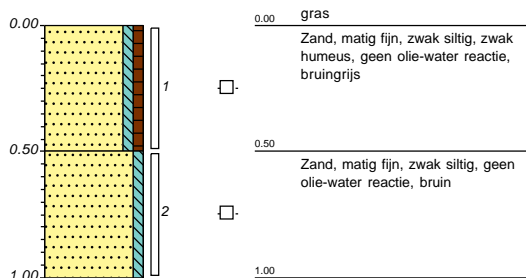 gras
0.00
0.00
Zand, matig fijn, zwak siltig, zwak
humeus, geen olie-water reactie,
bruingrijs
1
0.50
0.50
Zand, matig fijn, zwak siltig, geen
olie-water reactie, bruin
2
1.00
1.00